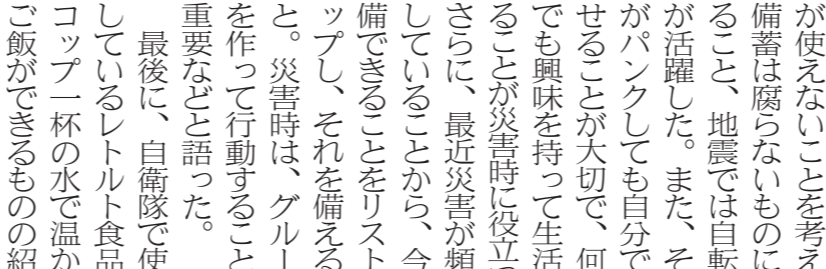 が使えないことを考え
備蓄は腐らないものに
ること、地震では自転
が活躍した。また、そ
がパンクしても自分で
せることが大切で、何
でも興味を持って生活
ることが災害時に役立つ
さらに、最近災害が頻
していることから、今
備できることをリスト
ップし、それを備える
と。災害時は、グルー
を作って行動すること
重要などと語った。
最後に、自衛隊で使
しているレトルト食品
コップ一杯の水で温か
ご飯ができるものの紹